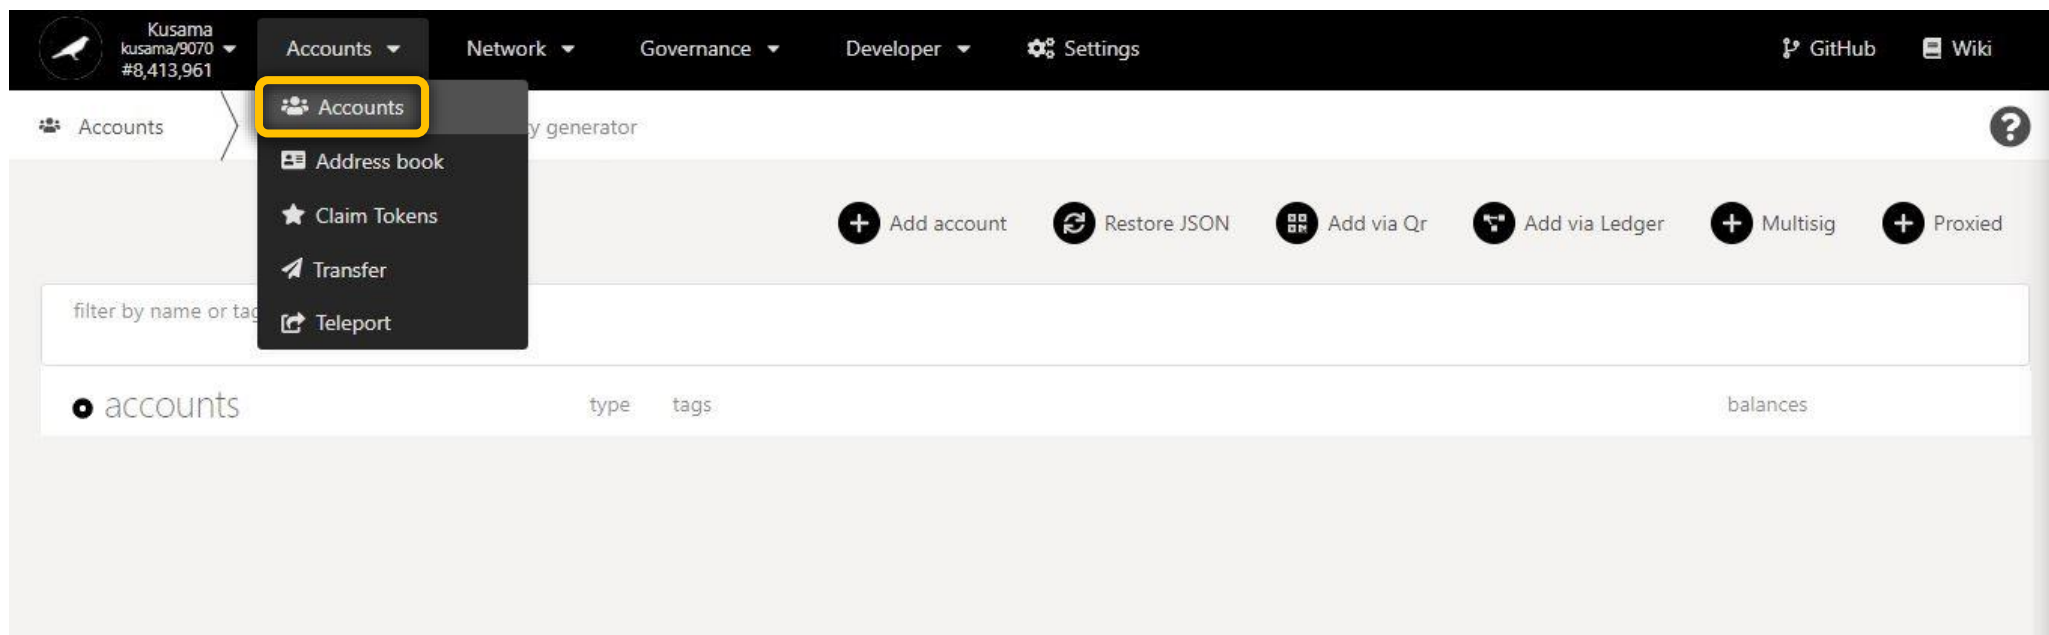 Kusama
kusama/9070
#8,413,961
Accounts
Network
Governance
Developer
Settings
GitHub
Wiki
Accounts
Accounts
generator
Address book
Claim Tokens
Transfer
Teleport
Add account
Restore JSON
Add via Qr
Add via Ledger
Multisig
Proxied
filter by name or
accounts
type
tags
balances